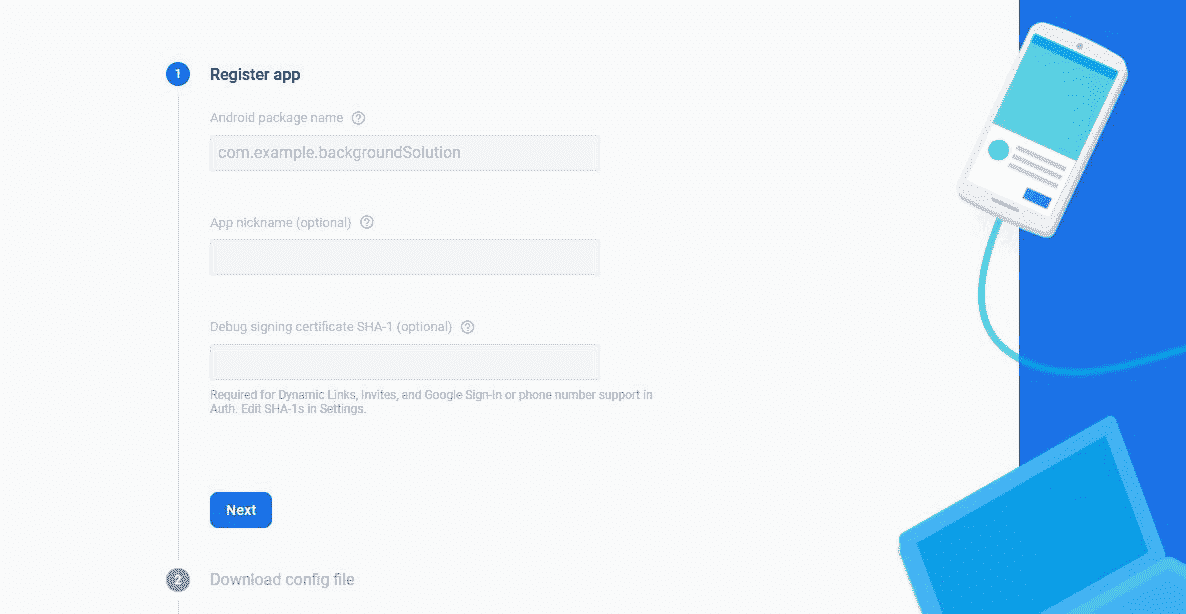 1 Register app
Android package name
com.example.backgroundSolution
App nickname (optional)
Debug signing certificate SHA-1 (optional)
Required for Dynamic Links, Invites, and Google Sign-In or phone number support in
Auth. Edit SHA-1s in Settings.
Next
2 Download config file